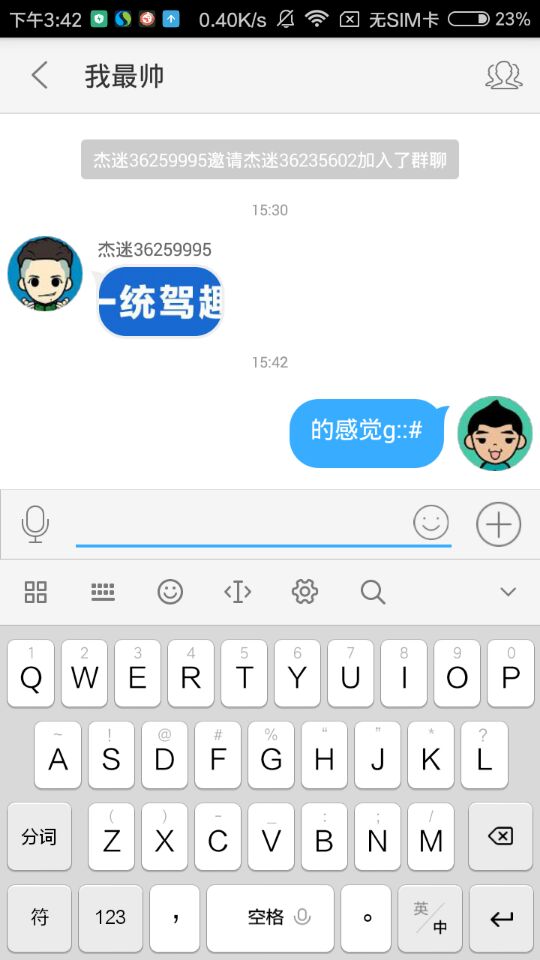 下午3:42 0.40K/s 无SIM卡 23%
我最帅
杰迷36259995邀请杰迷36235602加入了群聊
15:30
杰迷36259995
一统驾趣
15:42
的感觉g::#
1 2 3 4 5 6 7 8 9 0
Q W E R T Y U I O P
~ ! @ # % “ ” * ?
A S D F G H J K L
( ) - _ : ; /
分词 Z X C V B N M
符 123 , 空格 。 英/中